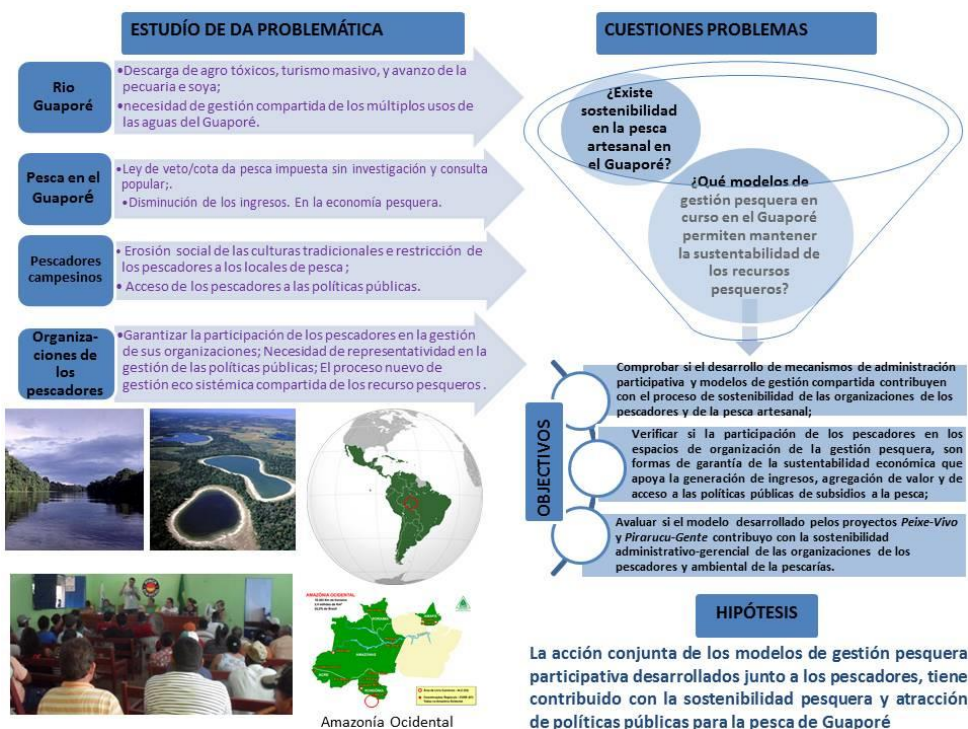 ESTUDÍO DE DA PROBLEMÁTICA
Rio
Guaporé
•Descarga de agro tóxicos, turismo masivo, y avanzo de la
pecuaria e soya;
•necesidad de gestión compartida de los múltiplos usos de
las aguas del Guaporé.
Pesca en el
Guaporé
•Ley de veto/cota da pesca impuesta sin investigación y consulta
popular;.
•Disminución de los ingresos. En la economía pesquera.
Pescadores
campesinos
• Erosión social de las culturas tradicionales e restricción de
los pescadores a los locales de pesca ;
• Acceso de los pescadores a las políticas públicas.
Organiza-
ciones de
los
pescadores
•Garantizar la participación de los pescadores en la gestión
de sus organizaciones; Necesidad de representatividad en la
gestión de las políticas públicas; El proceso nuevo de
gestión eco sistémica compartida de los recurso pesqueros .
CUESTIONES PROBLEMAS
¿Existe
sostenibilidad
en la pesca
artesanal en
el Guaporé?
¿Qué modelos de
gestión pesquera en
curso en el Guaporé
permiten mantener
la sustentabilidad de
los recursos
pesqueros?
OBJECTIVOS
Comprobar si el desarrollo de mecanismos de administración
participativa y modelos de gestión compartida contribuyen
con el proceso de sostenibilidad de las organizaciones de los
pescadores y de la pesca artesanal;
Verificar si la participación de los pescadores en los
espacios de organización de la gestión pesquera, son
formas de garantía de la sustentabilidad económica que
apoya la generación de ingresos, agregación de valor y de
acceso a las políticas públicas de subsidios a la pesca;
Avaluar si el modelo desarrollado pelos proyectos Peixe-Vivo
y Pirarucu-Gente contribuyo con la sostenibilidad
administrativo-gerencial de las organizaciones de los
pescadores y ambiental de la pescarías.
HIPÓTESIS
La acción conjunta de los modelos de gestión pesquera
participativa desarrollados junto a los pescadores, tiene
contribuido con la sostenibilidad pesquera y atracción
de políticas públicas para la pesca de Guaporé
AMAZÔNIA OCIDENTAL
AMAZONAS
ACRE
RONDÔNIA
Amazonía Ocidental